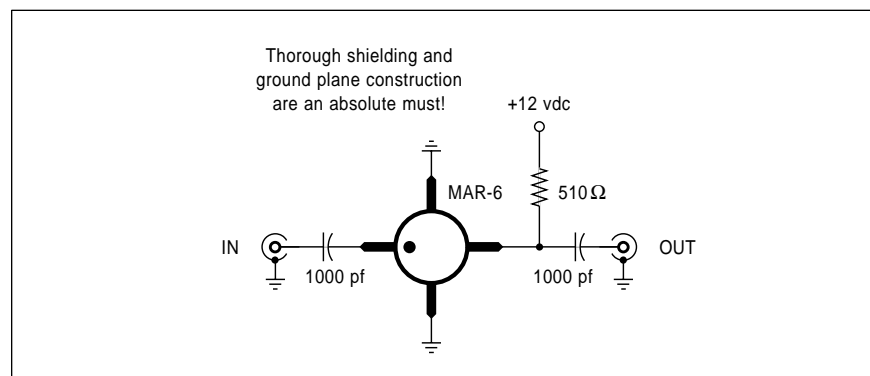 Thorough shielding and
ground plane construction
are an absolute must!
+12 vdc
MAR-6
510Ω
IN
OUT
1000 pf
1000 pf